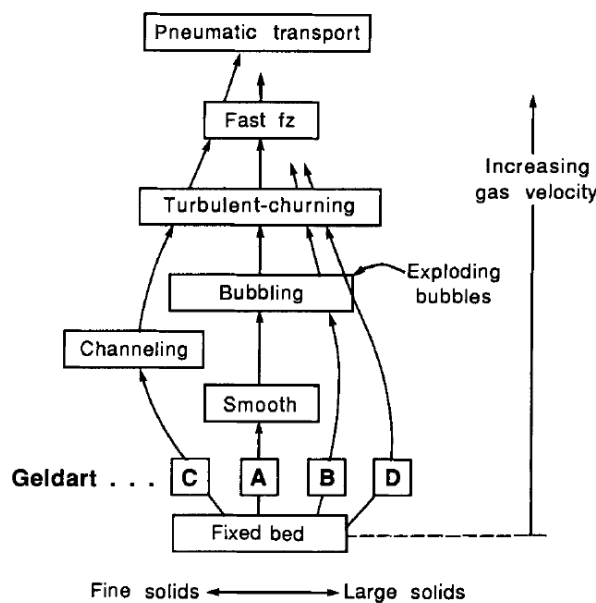 Pneumatic transport
Fast fz
Turbulent-churning
Increasing
gas velocity
Bubbling
Exploding
bubbles
Channeling
Smooth
Geldart . . . C A B D
Fixed bed
Fine solids Large solids